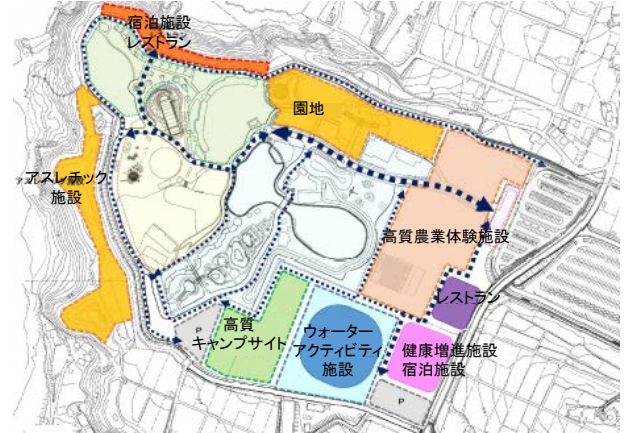 宿泊施設
レストラン
園地
アスレチック
施設
高質農業体験施設
レストラン
高質
キャンプサイト
ウォーター
アクティビティ
施設
健康増進施設
宿泊施設
P
P